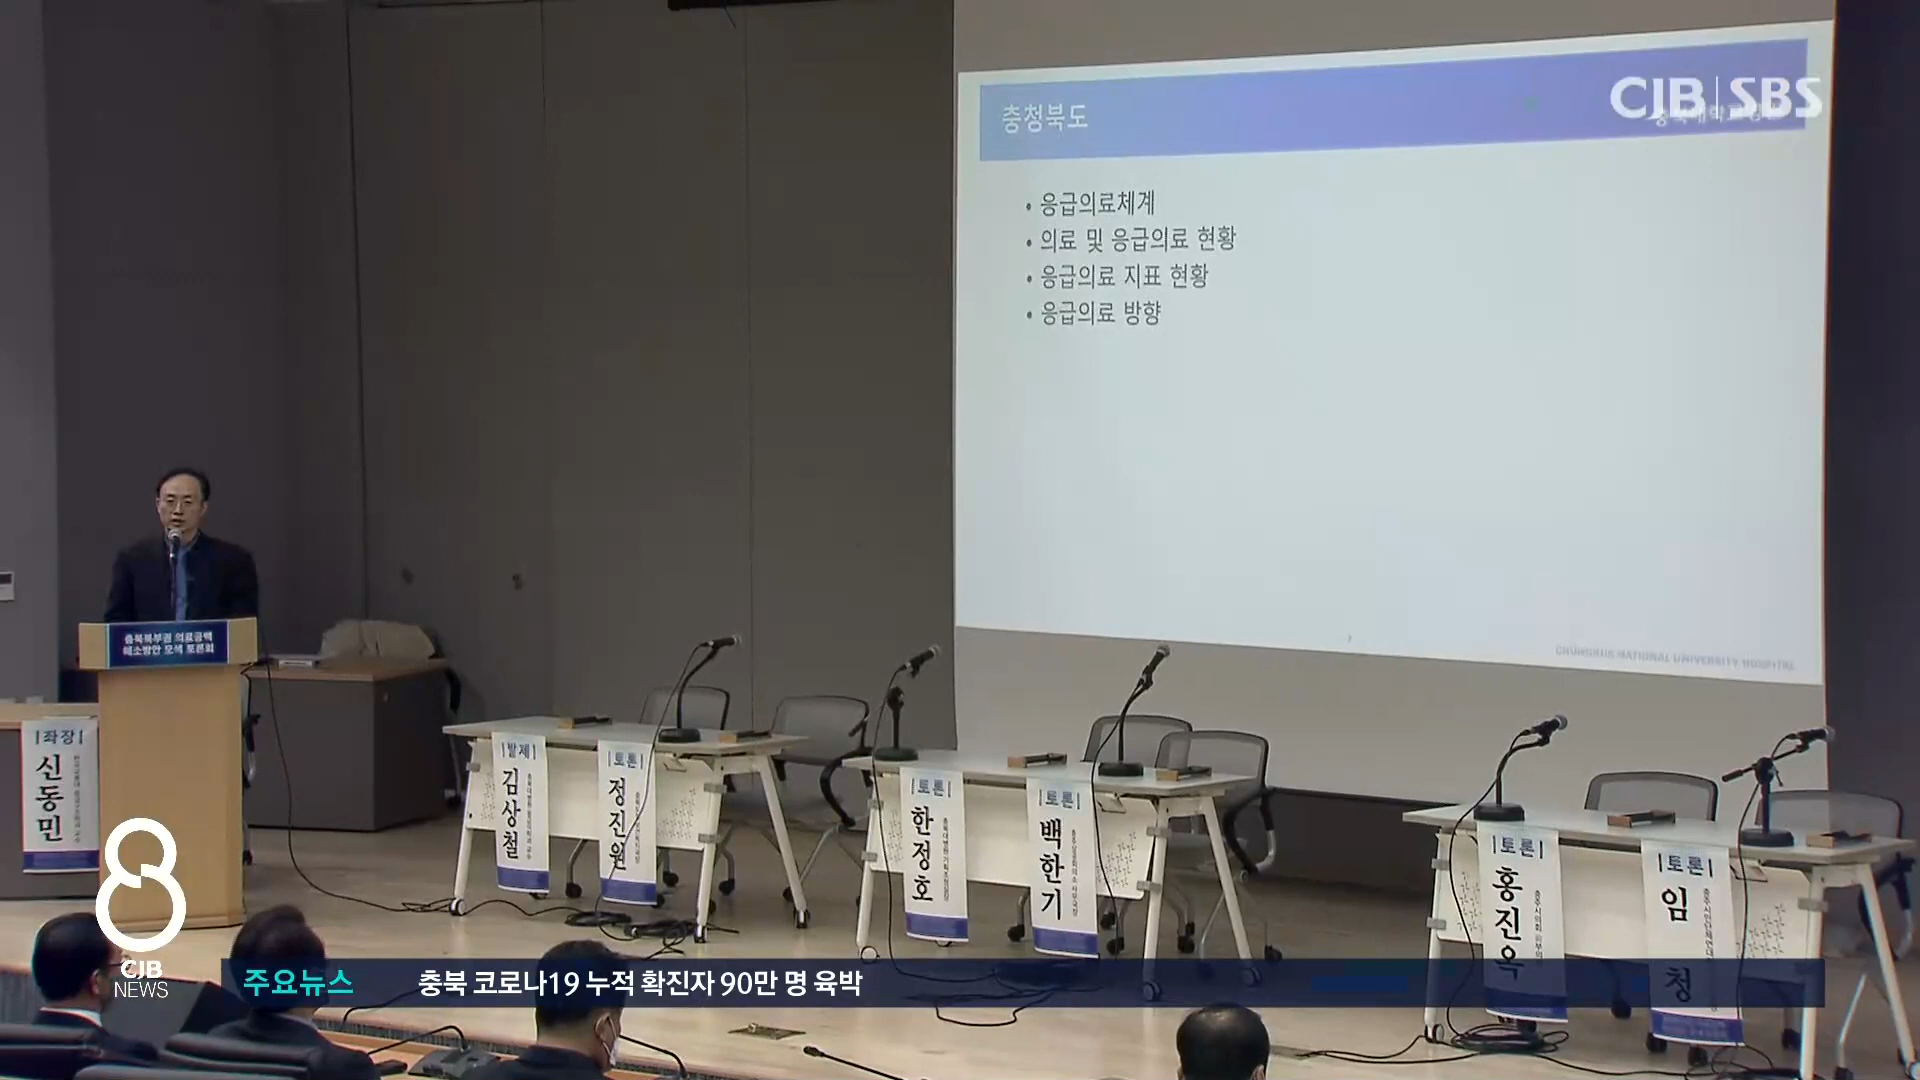 충청북도
CJB SBS
• 응급의료체계
• 의료 및 응급의료 현황
• 응급의료 지표 현황
• 응급의료 방향
CHUNGBUK NATIONAL UNIVERSITY HOSPITAL
충북북부권 의료공백
해소방안 모색 토론회
|좌장|
신동민
|발제|
김상철
|토론|
정진원
|토론|
한정호
|토론|
백한기
|토론|
홍진옥
|토론|
임
청
8
CJB
NEWS
주요뉴스
충북 코로나19 누적 확진자 90만 명 육박